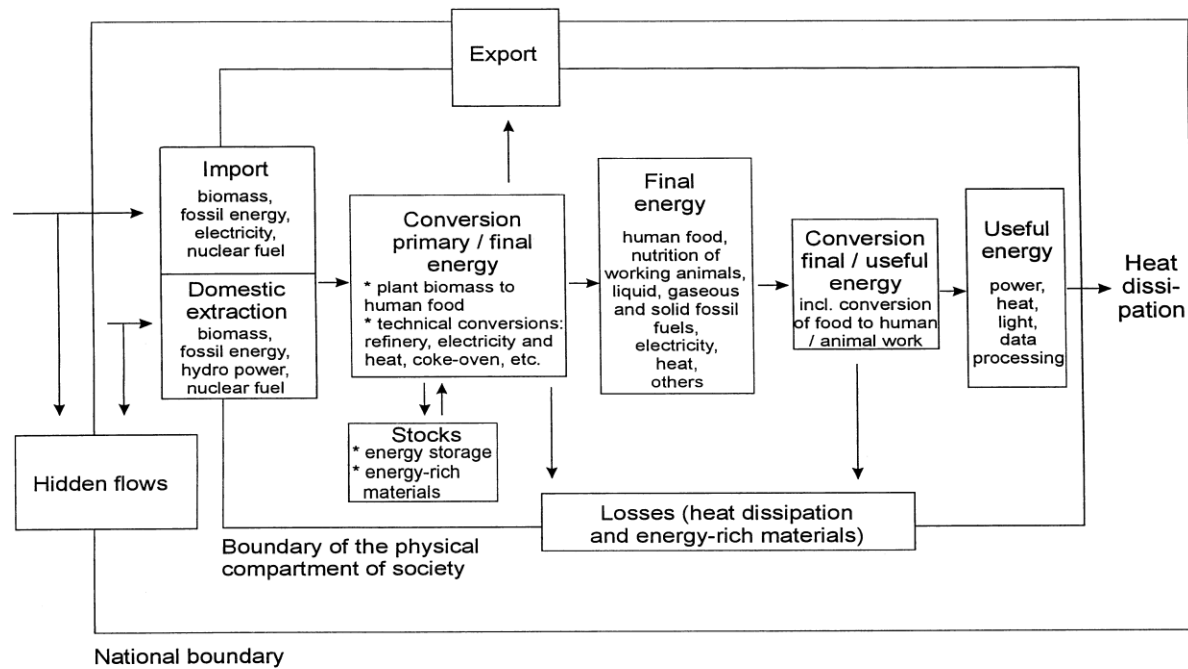 Export
Import
biomass,
fossil energy,
electricity,
nuclear fuel
Domestic
extraction
biomass,
fossil energy,
hydro power,
nuclear fuel
Hidden flows
Conversion
primary / final
energy
* plant biomass to
human food
* technical conversions:
refinery, electricity and
heat, coke-oven, etc.
Stocks
* energy storage
* energy-rich
materials
Final
energy
human food,
nutrition of
working animals,
liquid, gaseous
and solid fossil
fuels,
electricity,
heat,
others
Conversion
final / useful
energy
incl. conversion
of food to human
/ animal work
Useful
energy
power,
heat,
light,
data
processing
Heat
dissi-
pation
Losses (heat dissipation
and energy-rich materials)
Boundary of the physical
compartment of society
National boundary